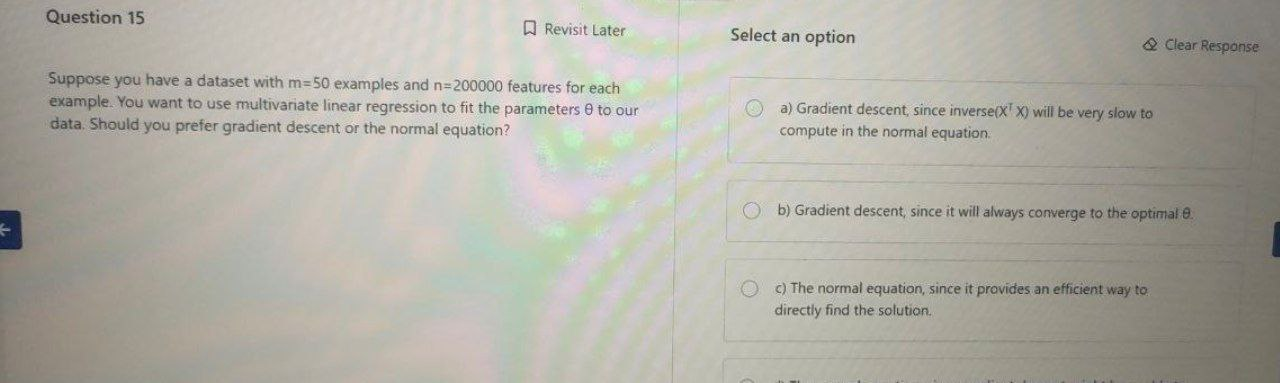 Question 15
Revisit Later
Suppose you have a dataset with m=50 examples and n=200000 features for each
example. You want to use multivariate linear regression to fit the parameters θ to our
data. Should you prefer gradient descent or the normal equation?
Select an option
Clear Response
a) Gradient descent, since inverse(Xᵀ X) will be very slow to
compute in the normal equation.
b) Gradient descent, since it will always converge to the optimal θ.
c) The normal equation, since it provides an efficient way to
directly find the solution.